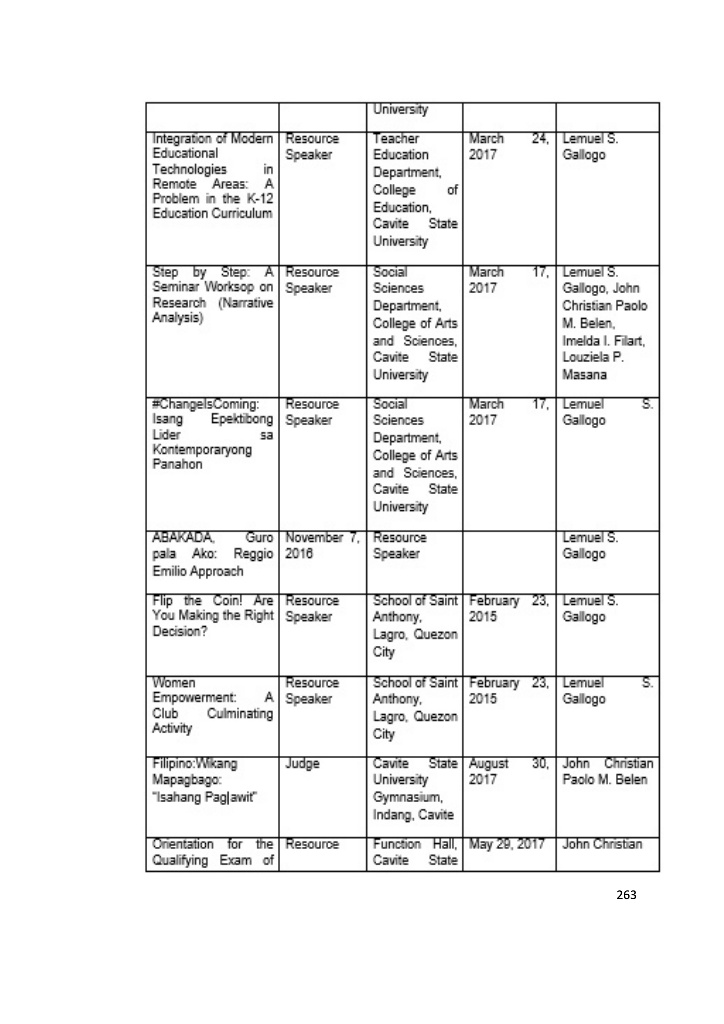 University
Integration of Modern
Educational
Technologies in
Remote Areas: A
Problem in the K-12
Education Curriculum
Resource
Speaker
Teacher
Education
Department,
College of
Education,
Cavite State
University
March 24,
2017
Lemuel S.
Gallogo
Step by Step: A
Seminar Worksop on
Research (Narrative
Analysis)
Resource
Speaker
Social
Sciences
Department,
College of Arts
and Sciences,
Cavite State
University
March 17,
2017
Lemuel S.
Gallogo, John
Christian Paolo
M. Belen,
Imelda I. Filart,
Louziela P.
Masana
#ChangeIsComing:
Isang Epektibong
Lider sa
Kontemporaryong
Panahon
Resource
Speaker
Social
Sciences
Department,
College of Arts
and Sciences,
Cavite State
University
March 17,
2017
Lemuel S.
Gallogo
ABAKADA, Guro
pala Ako: Reggio
Emilio Approach
November 7,
2016
Resource
Speaker
Lemuel S.
Gallogo
Flip the Coin! Are
You Making the Right
Decision?
Resource
Speaker
School of Saint
Anthony,
Lagro, Quezon
City
February 23,
2015
Lemuel S.
Gallogo
Women
Empowerment: A
Club Culminating
Activity
Resource
Speaker
School of Saint
Anthony,
Lagro, Quezon
City
February 23,
2015
Lemuel S.
Gallogo
Filipino:Wikang
Mapagbago:
"Isahang Pag|awit"
Judge
Cavite State
University
Gymnasium,
Indang, Cavite
August 30,
2017
John Christian
Paolo M. Belen
Orientation for the
Qualifying Exam of
Resource
Function Hall,
Cavite State
May 29, 2017
John Christian
263